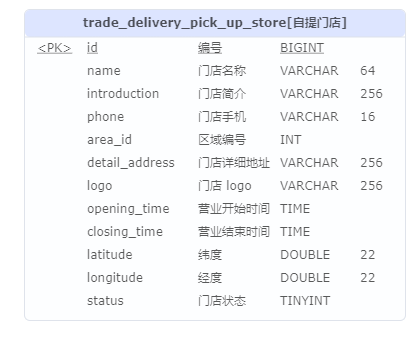 trade_delivery_pick_up_store[自提门店]
<PK> id 编号 BIGINT
name 门店名称 VARCHAR 64
introduction 门店简介 VARCHAR 256
phone 门店手机 VARCHAR 16
area_id 区域编号 INT
detail_address 门店详细地址 VARCHAR 256
logo 门店 logo VARCHAR 256
opening_time 营业开始时间 TIME
closing_time 营业结束时间 TIME
latitude 纬度 DOUBLE 22
longitude 经度 DOUBLE 22
status 门店状态 TINYINT